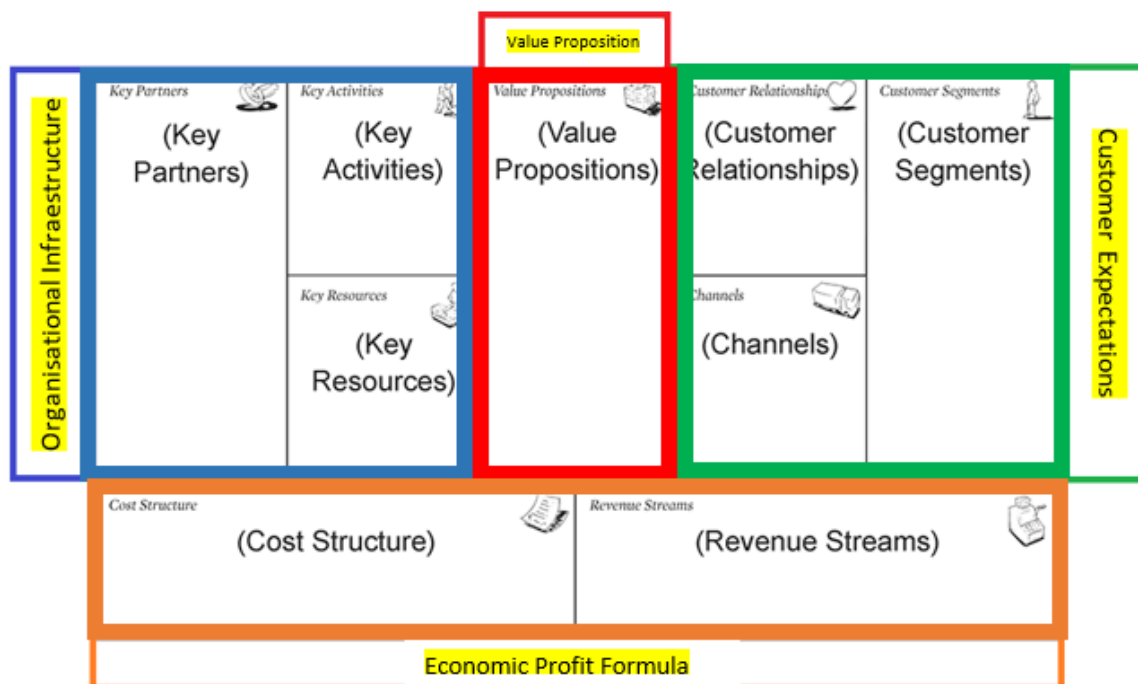 Value Proposition
Organisational Infraestructure
Key Partners
(Key
Partners)
Key Activities
(Key
Activities)
Key Resources
(Key
Resources)
Value Propositions
(Value
Propositions)
Customer Relationships
(Customer
Relationships)
Channels
(Channels)
Customer Segments
(Customer
Segments)
Customer Expectations
Cost Structure
(Cost Structure)
Revenue Streams
(Revenue Streams)
Economic Profit Formula